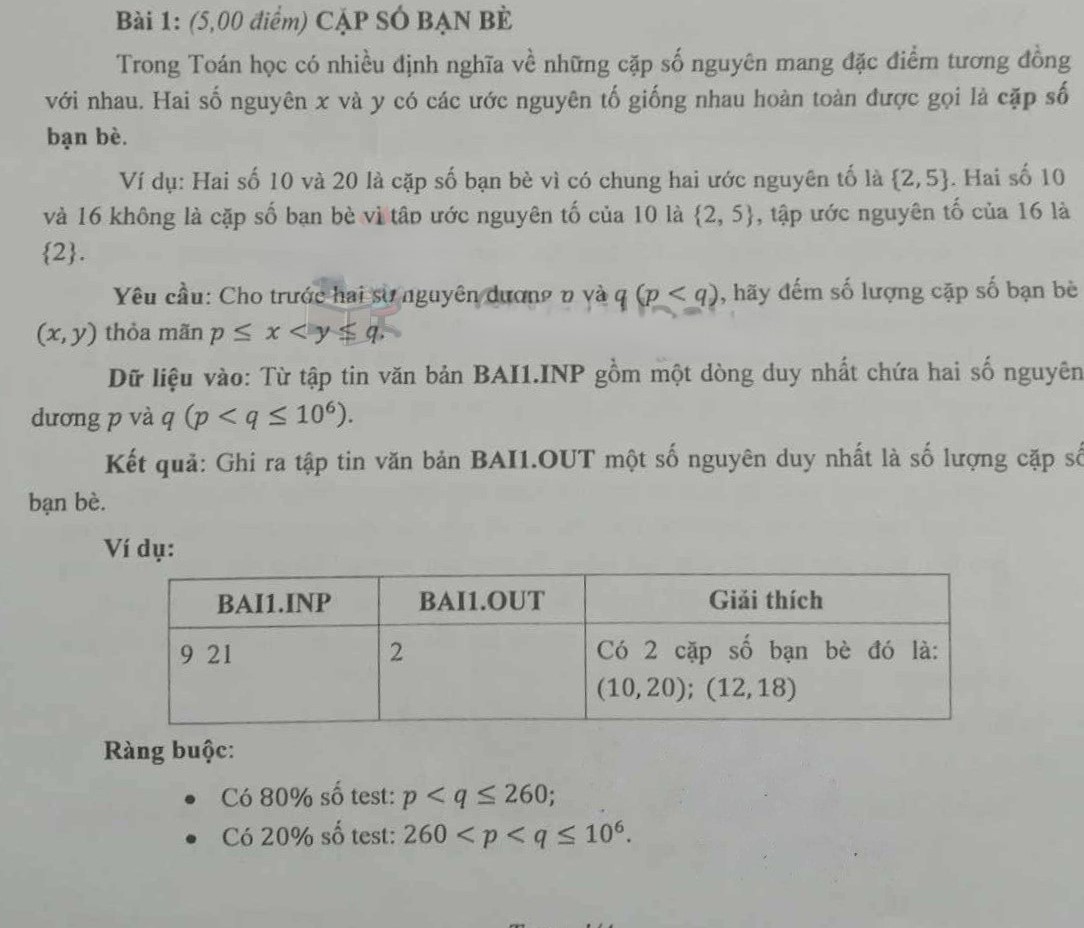 Bài 1: (5,00 điểm) CẶP SỐ BẠN BÈ
Trong Toán học có nhiều định nghĩa về những cặp số nguyên mang đặc điểm tương đồng
với nhau. Hai số nguyên x và y có các ước nguyên tố giống nhau hoàn toàn được gọi là cặp số
bạn bè.
Ví dụ: Hai số 10 và 20 là cặp số bạn bè vì có chung hai ước nguyên tố là {2,5}. Hai số 10
và 16 không là cặp số bạn bè vì tập ước nguyên tố của 10 là {2, 5}, tập ước nguyên tố của 16 là
{2}.
Yêu cầu: Cho trước hai nguyên dương và q (p < q), hãy đếm số lượng cặp số bạn bè
(x, y) thỏa mãn p ≤ x < y ≤ q.
Dữ liệu vào: Từ tập tin văn bản BAI1.INP gồm một dòng duy nhất chứa hai số nguyên
dương p và q (p < q ≤ 10⁶).
Kết quả: Ghi ra tập tin văn bản BAI1.OUT một số nguyên duy nhất là số lượng cặp số
bạn bè.
Ví dụ:
BAI1.INP BAI1.OUT Giải thích
9 21 2 Có 2 cặp số bạn bè đó là:
(10,20); (12,18)
Ràng buộc:
• Có 80% số test: p < q ≤ 260;
• Có 20% số test: 260 < p < q ≤ 10⁶.